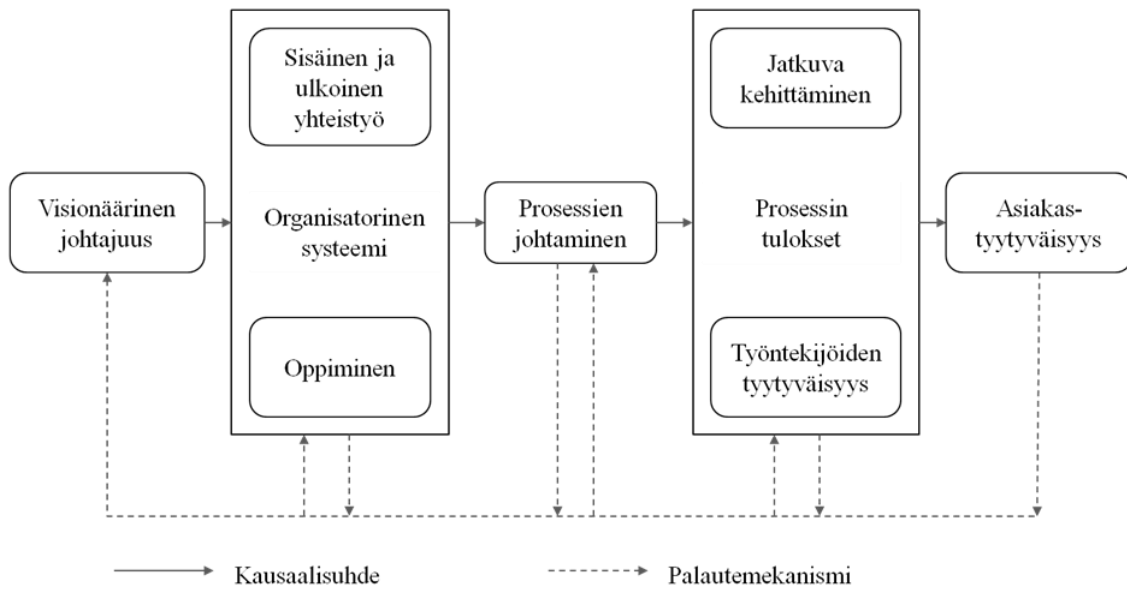 Visionäärinen
johtajuus
Sisäinen ja
ulkoinen
yhteistyö
Organisatorinen
systeemi
Oppiminen
Prosessien
johtaminen
Jatkuva
kehittäminen
Prosessin
tulokset
Työntekijöiden
tyytyväisyys
Asiakas-
tyytyväisyys
Kausaalisuhde
Palautemekanismi